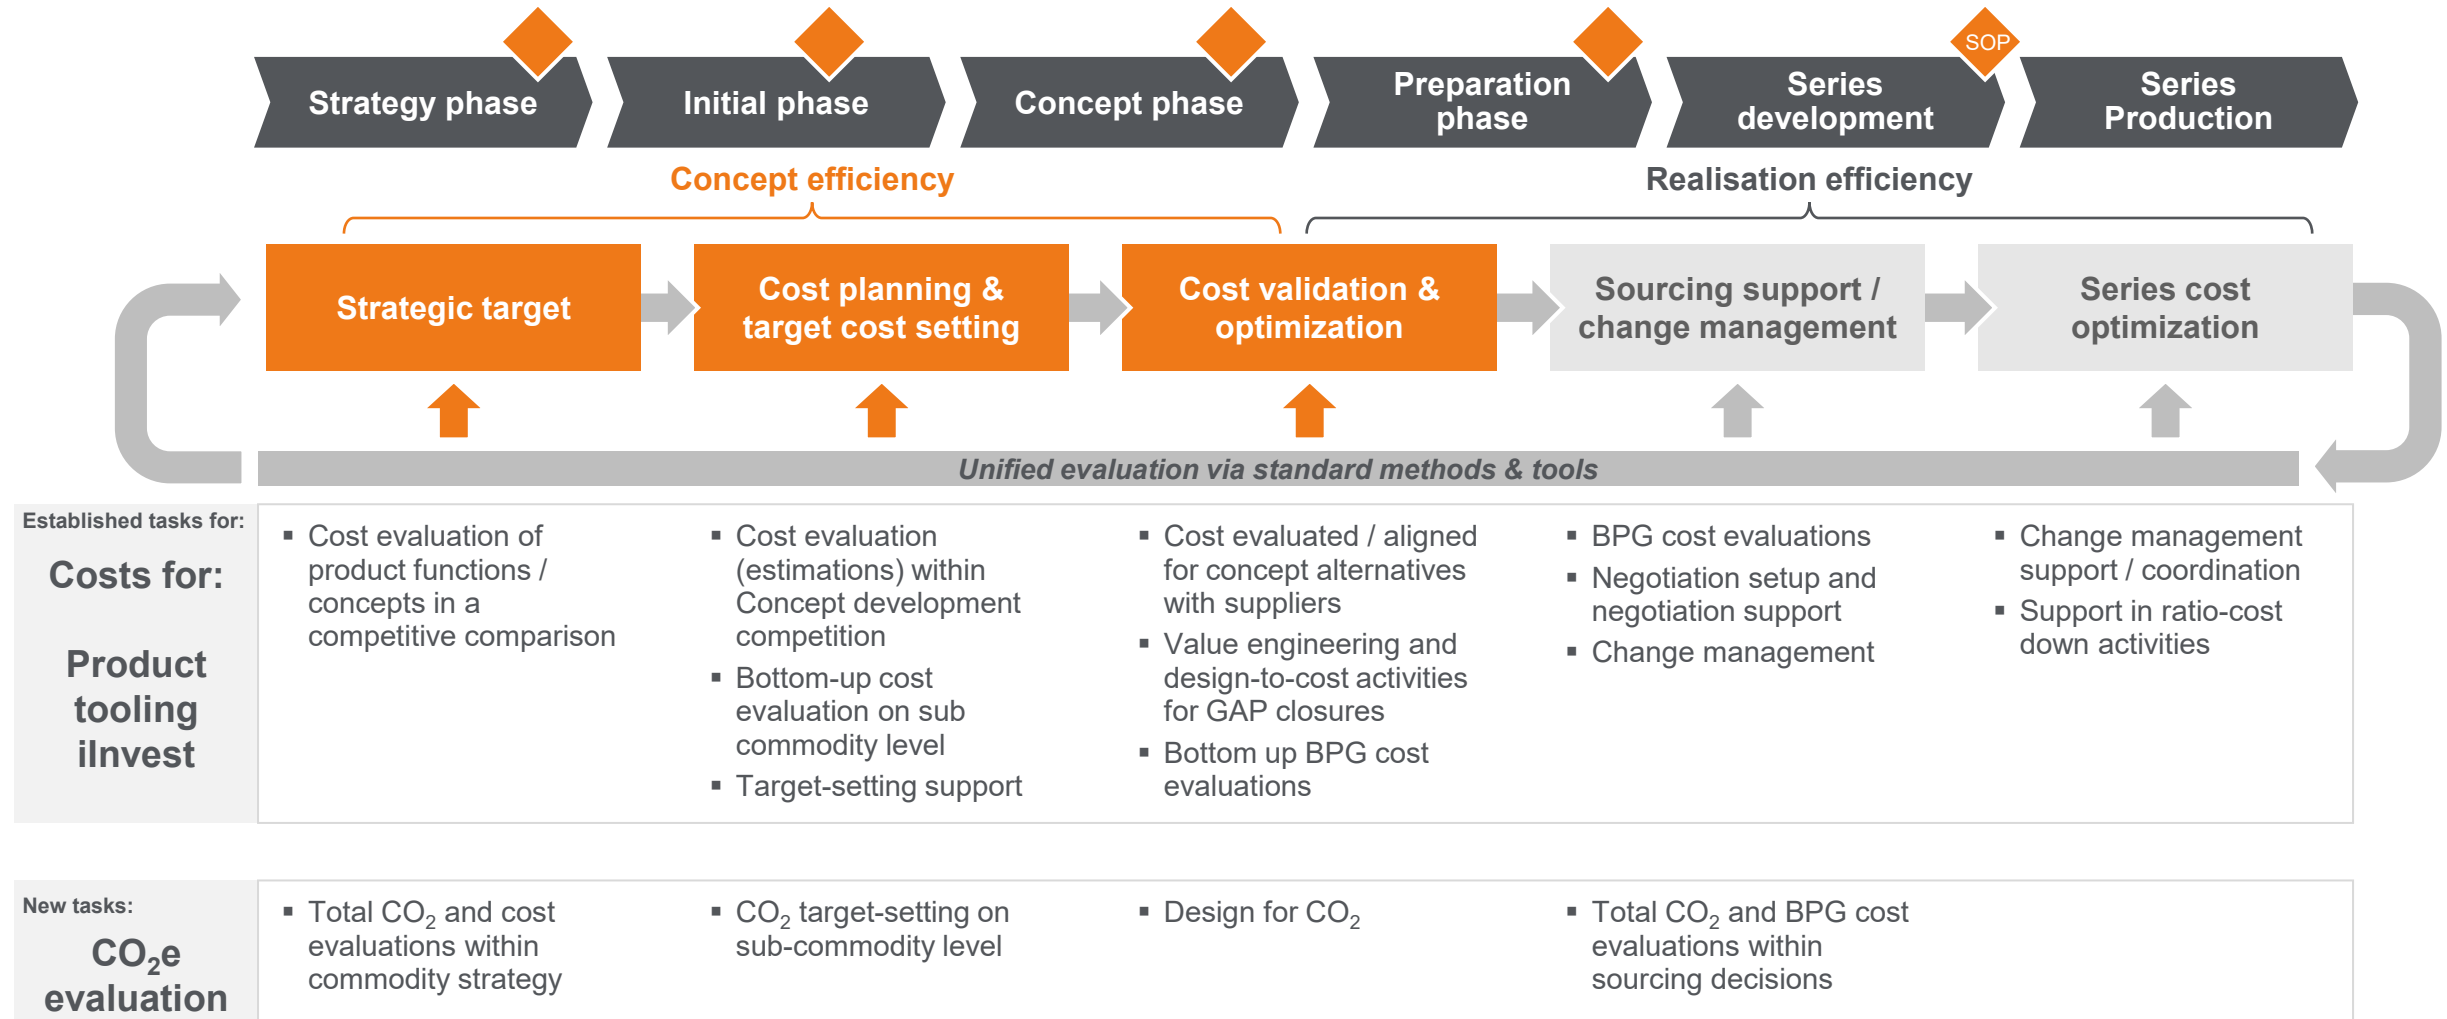 SOP
Strategy phase
Initial phase
Concept phase
Preparation
phase
Series
development
Series
Production
Concept efficiency
Realisation efficiency
Strategic target
Cost planning &
target cost setting
Cost validation &
optimization
Sourcing support /
change management
Series cost
optimization
Unified evaluation via standard methods & tools
Established tasks for:
Costs for:
Product
tooling
iInvest
▪ Cost evaluation of
product functions /
concepts in a
competitive comparison
▪ Cost evaluation
(estimations) within
Concept development
competition
▪ Bottom-up cost
evaluation on sub
commodity level
▪ Target-setting support
▪ Cost evaluated / aligned
for concept alternatives
with suppliers
▪ Value engineering and
design-to-cost activities
for GAP closures
▪ Bottom up BPG cost
evaluations
▪ BPG cost evaluations
▪ Negotiation setup and
negotiation support
▪ Change management
▪ Change management
support / coordination
▪ Support in ratio-cost
down activities
New tasks:
CO₂e
evaluation
▪ Total CO₂ and cost
evaluations within
commodity strategy
▪ CO₂ target-setting on
sub-commodity level
▪ Design for CO₂
▪ Total CO₂ and BPG cost
evaluations within
sourcing decisions